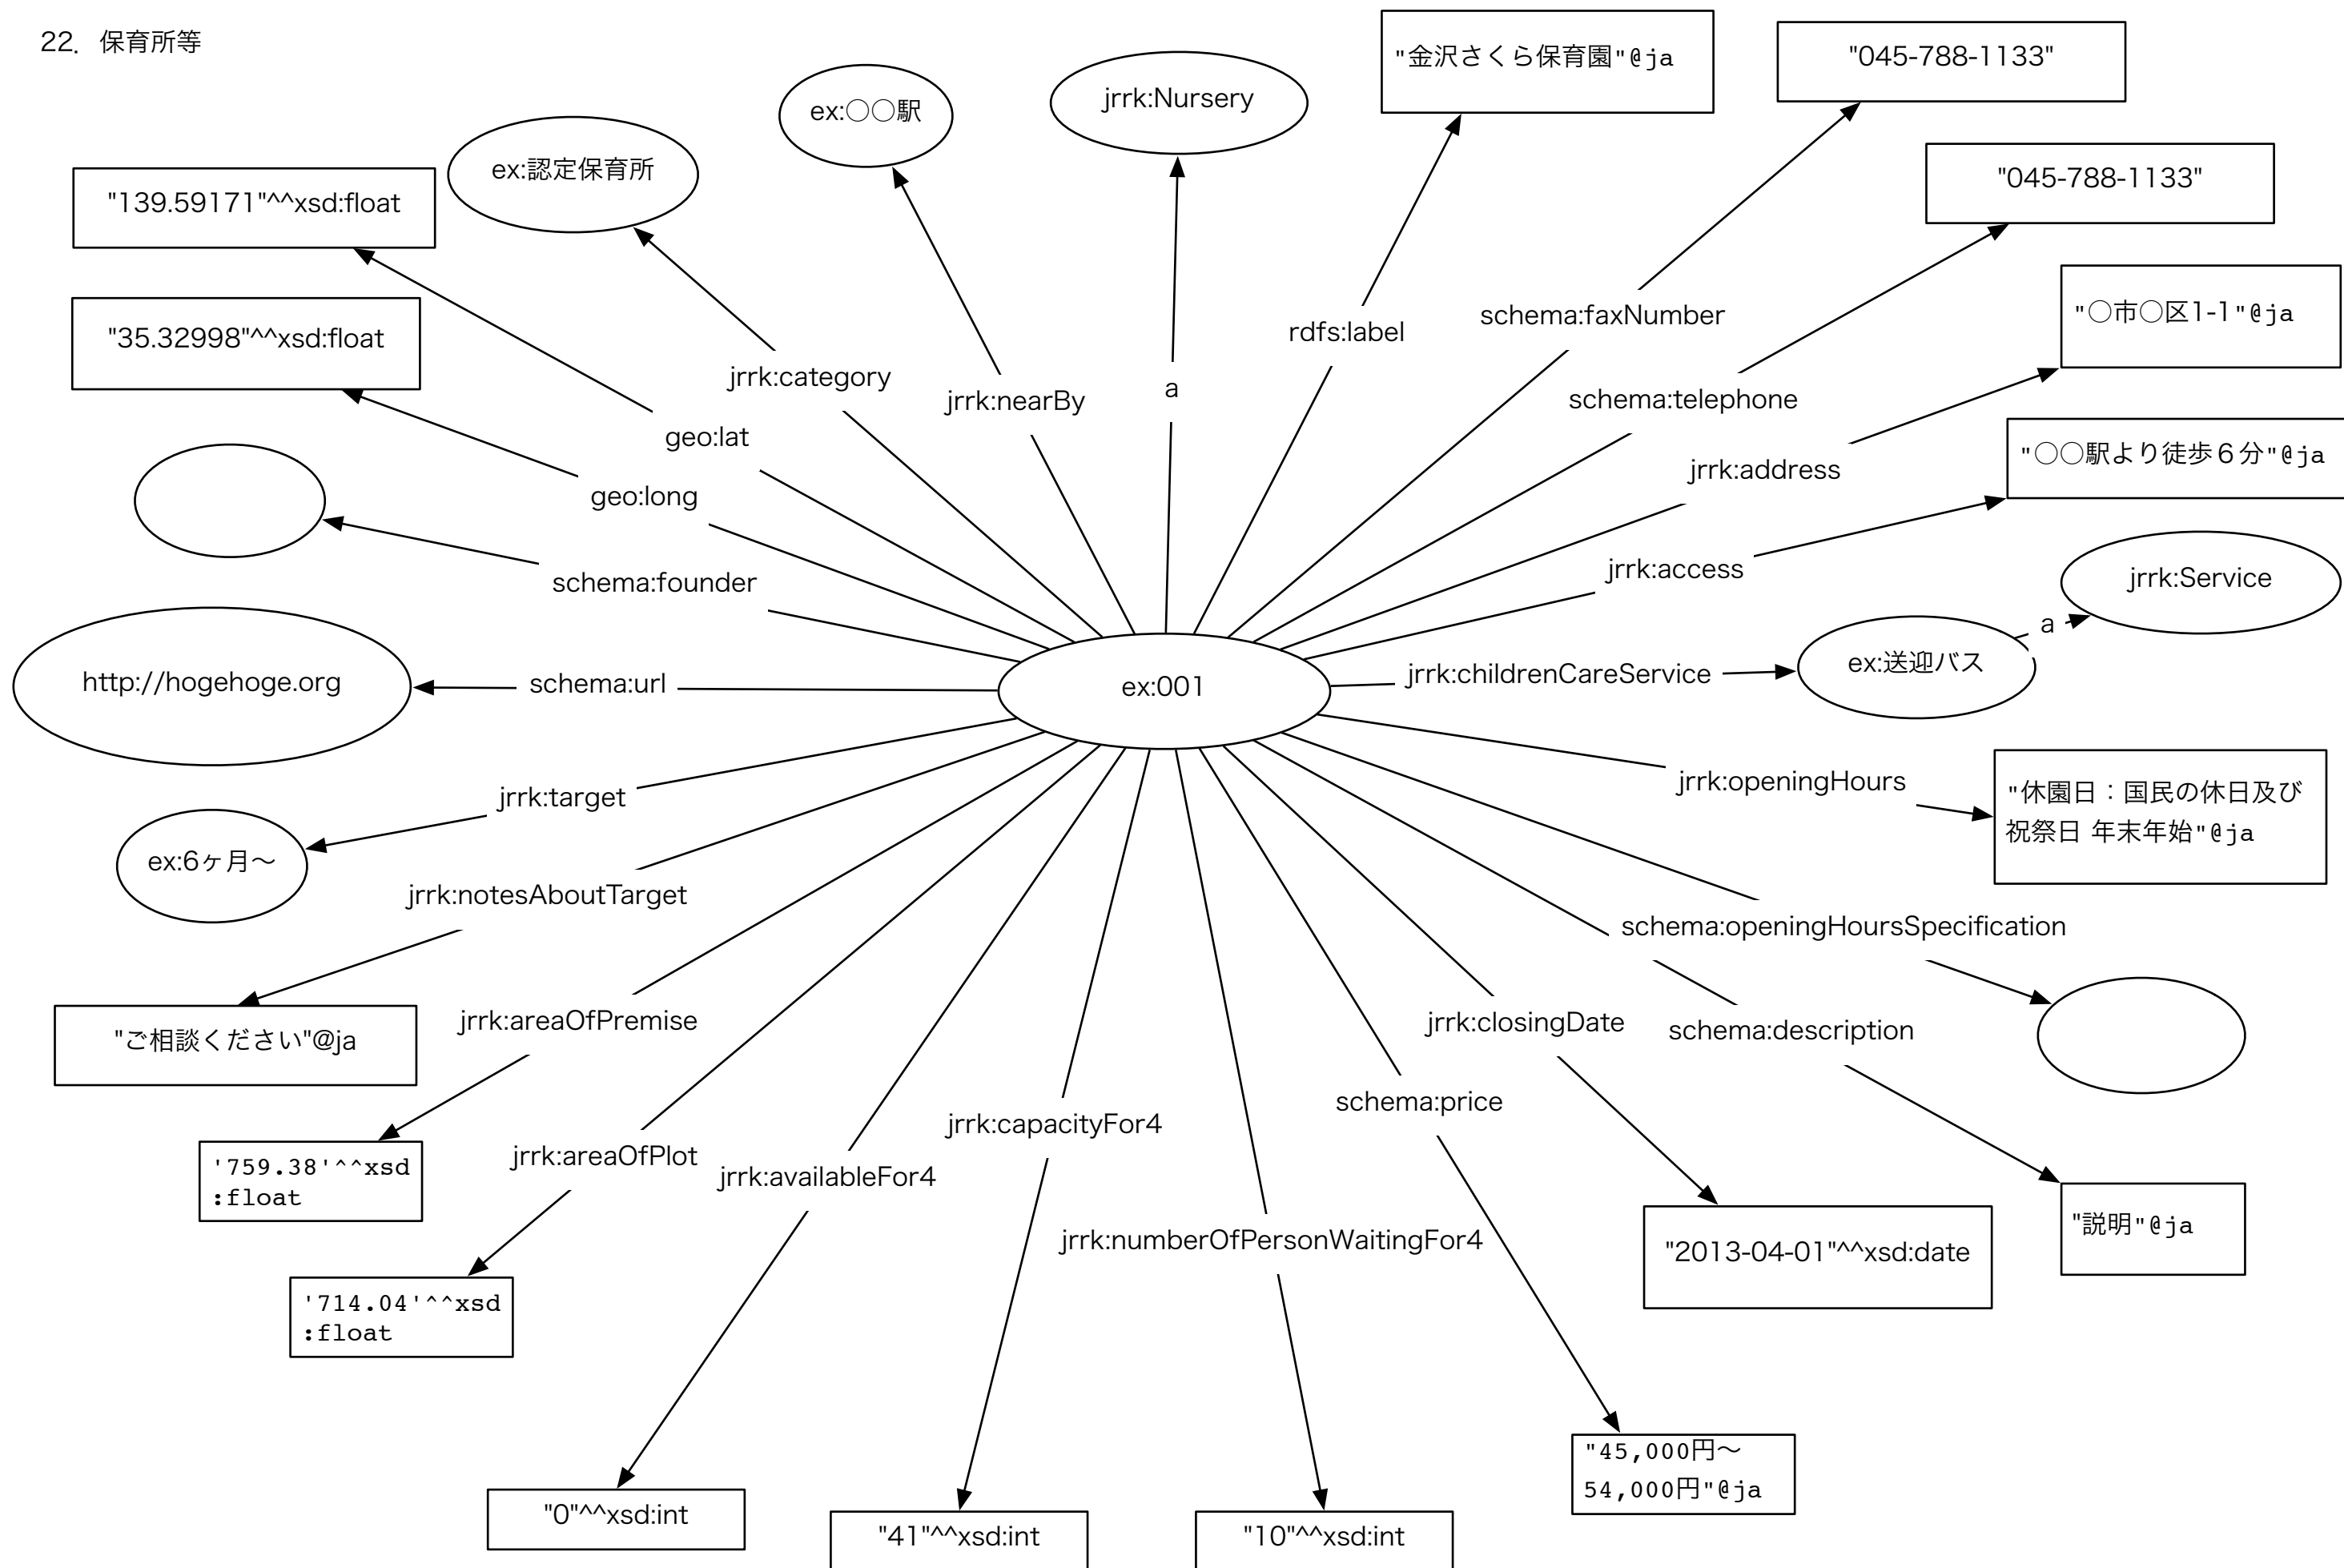 22. 保育所等
"金沢さくら保育園"@ja
"045-788-1133"
ex:○○駅
jrrk:Nursery
ex:認定保育所
"045-788-1133"
"139.59171"^^xsd:float
"35.32998"^^xsd:float
"○市○区1-1"@ja
schema:faxNumber
rdfs:label
jrrk:category
jrrk:nearBy
a
schema:telephone
geo:lat
"○○駅より徒歩６分"@ja
jrrk:address
geo:long
jrrk:access
jrrk:Service
schema:founder
a
ex:送迎バス
http://hogehoge.org
schema:url
ex:001
jrrk:childrenCareService
jrrk:openingHours
"休園日：国民の休日及び
祝祭日 年末年始"@ja
jrrk:target
ex:6ヶ月〜
jrrk:notesAboutTarget
schema:openingHoursSpecification
"ご相談ください"@ja
jrrk:areaOfPremise
jrrk:closingDate
schema:description
schema:price
jrrk:capacityFor4
'759.38'^^xsd
:float
jrrk:areaOfPlot
jrrk:availableFor4
"説明"@ja
jrrk:numberOfPersonWaitingFor4
"2013-04-01"^^xsd:date
'714.04'^^xsd
:float
"45,000円〜
54,000円"@ja
"0"^^xsd:int
"41"^^xsd:int
"10"^^xsd:int